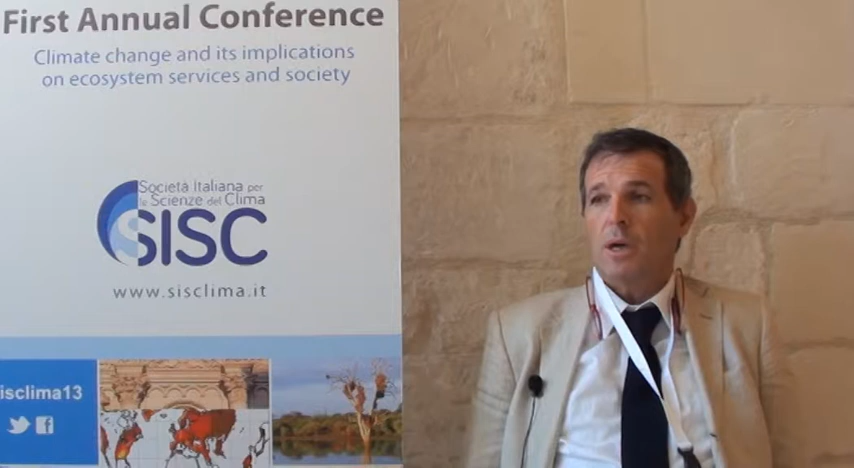 First Annual Conference
Climate change and its implications
on ecosystem services and society
Società Italiana per
le Scienze del Clima
SISC
www.sisclima.it
isclima13